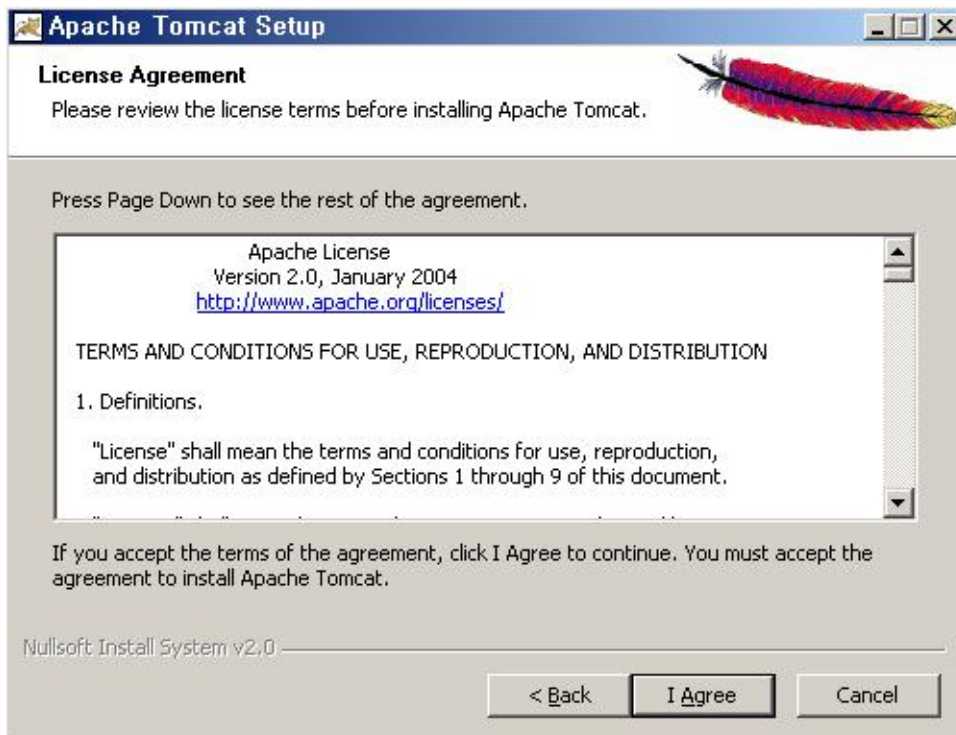 Apache Tomcat Setup
License Agreement
Please review the license terms before installing Apache Tomcat.
Press Page Down to see the rest of the agreement.
Apache License
Version 2.0, January 2004
http://www.apache.org/licenses/
TERMS AND CONDITIONS FOR USE, REPRODUCTION, AND DISTRIBUTION
1. Definitions.
"License" shall mean the terms and conditions for use, reproduction,
and distribution as defined by Sections 1 through 9 of this document.
If you accept the terms of the agreement, click I Agree to continue. You must accept the
agreement to install Apache Tomcat.
Nullsoft Install System v2.0
< Back
I Agree
Cancel